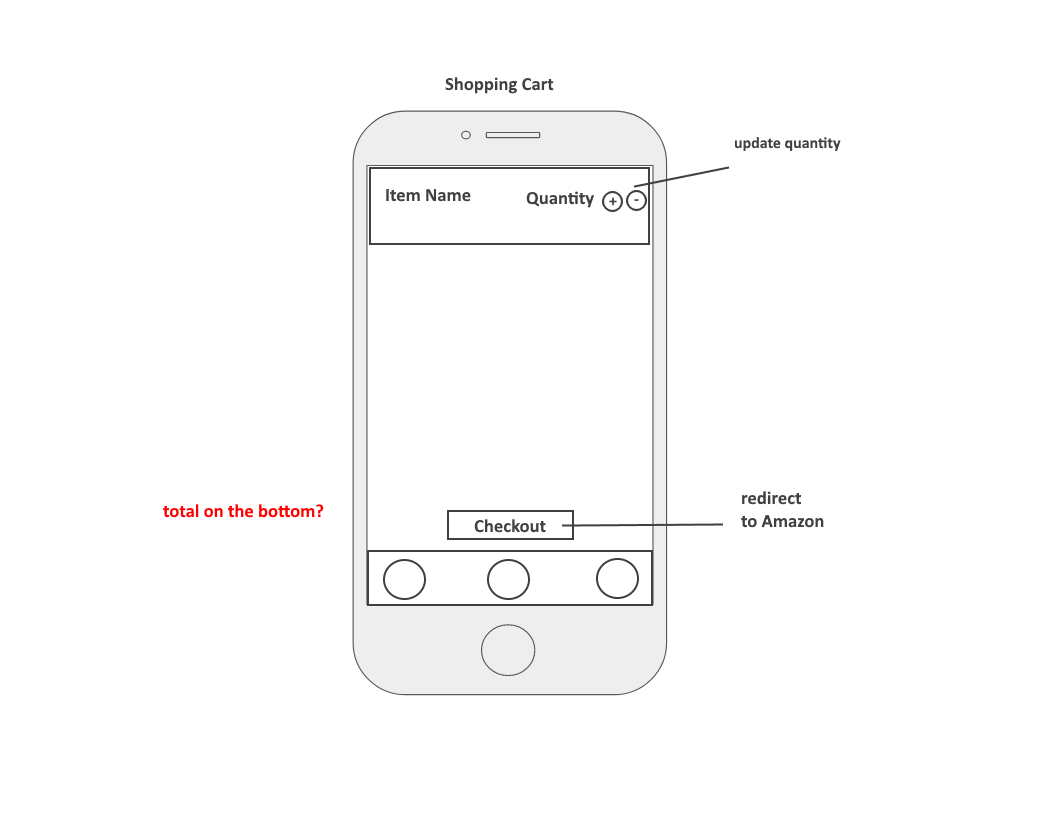 Shopping Cart
update quantity
Item Name
Quantity + -
total on the bottom?
Checkout
redirect
to Amazon